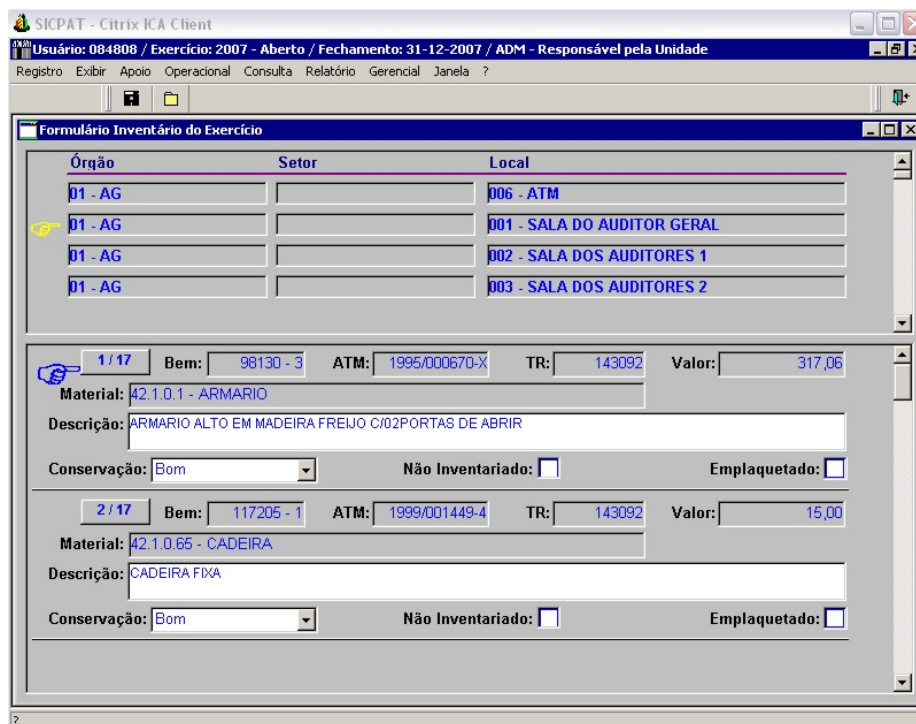 SICPAT - Citrix ICA Client
Usuário: 084808 / Exercício: 2007 - Aberto / Fechamento: 31-12-2007 / ADM - Responsável pela Unidade
Registro Exibir Apoio Operacional Consulta Relatório Gerencial Janela ?
Formulário Inventário do Exercício
Órgão Setor Local
01 - AG 006 - ATM
01 - AG 001 - SALA DO AUDITOR GERAL
01 - AG 002 - SALA DOS AUDITORES 1
01 - AG 003 - SALA DOS AUDITORES 2
1 / 17 Bem: 98130 - 3 ATM: 1995/000670-X TR: 143092 Valor: 317,06
Material: 42.1.0.1 - ARMARIO
Descrição: ARMARIO ALTO EM MADEIRA FREIJO C/02PORTAS DE ABRIR
Conservação: Bom Não Inventariado: Emplaquetado:
2 / 17 Bem: 117205 - 1 ATM: 1999/001449-4 TR: 143092 Valor: 15,00
Material: 42.1.0.65 - CADEIRA
Descrição: CADEIRA FIXA
Conservação: Bom Não Inventariado: Emplaquetado:
?